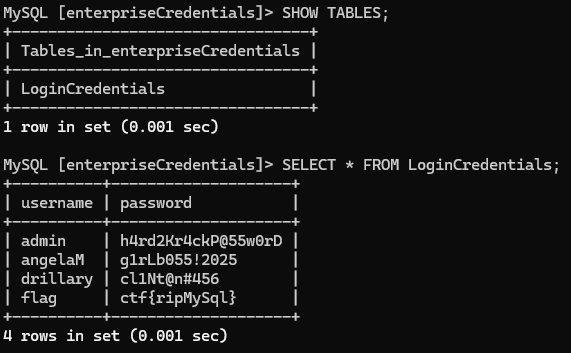 MySQL [enterpriseCredentials]> SHOW TABLES;
+---------------------------------+
| Tables_in_enterpriseCredentials |
+---------------------------------+
| LoginCredentials                |
+---------------------------------+
1 row in set (0.001 sec)

MySQL [enterpriseCredentials]> SELECT * FROM LoginCredentials;
+----------+--------------------+
| username | password           |
+----------+--------------------+
| admin    | h4rd2Kr4ckP@55w0rD |
| angelaM  | g1rLb055!2025      |
| drillary | cl1Nt@n#456        |
| flag     | ctf{ripMySql}      |
+----------+--------------------+
4 rows in set (0.001 sec)